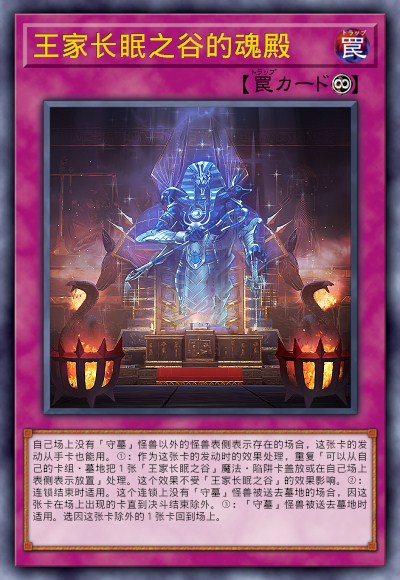 王家长眠之谷的魂殿
トラップ
罠
トラップ
【罠カード】
自己场上没有「守墓」怪兽以外的怪兽表侧表示存在的场合，这张卡的发
动从手卡也能用。①：作为这张卡的发动时的效果处理，重复「可以从自
己的卡组・墓地把１张「王家长眠之谷」魔法・陷阱卡盖放或在自己场上
表侧表示放置」处理。这个效果不受「王家长眠之谷」的效果影响。②：
连锁结束时适用。这个连锁上没有「守墓」怪兽被送去墓地的场合，因这
张卡在场上出现的卡直到决斗结束除外。③：「守墓」怪兽被送去墓地时
适用。选因这张卡除外的１张卡回到场上。